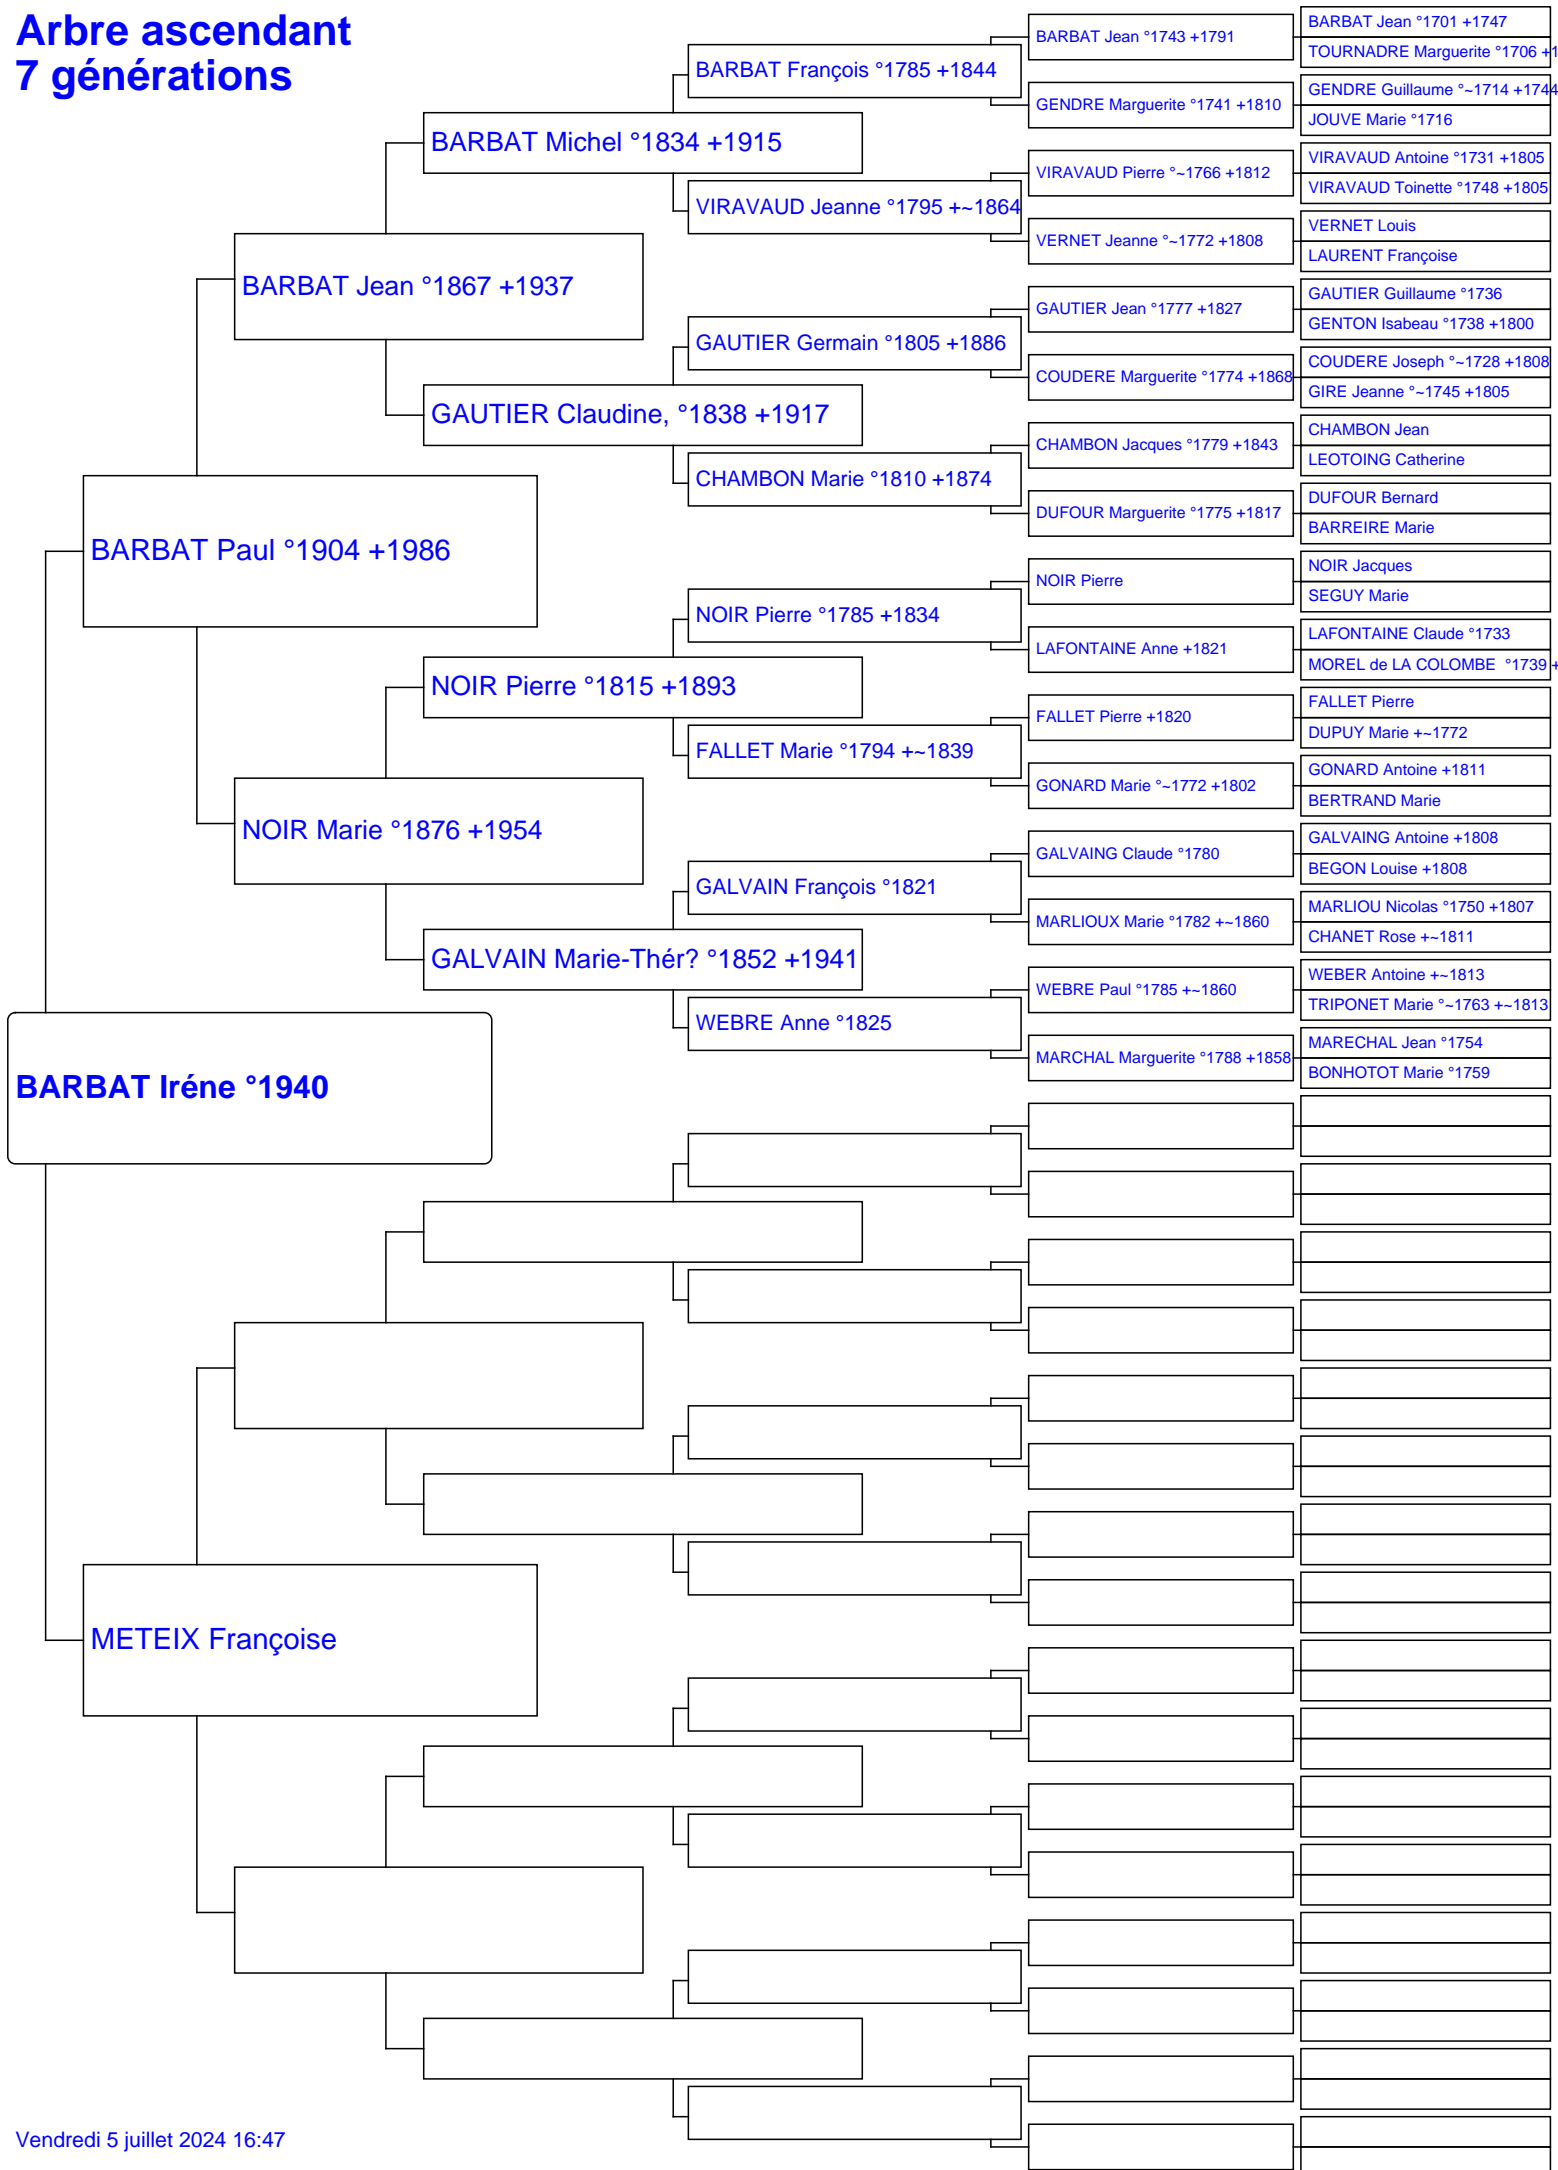 Arbre ascendant
7 générations
BARBAT Iréne °1940
BARBAT Paul °1904 +1986
METEIX Françoise
BARBAT Jean °1867 +1937
NOIR Marie °1876 +1954
BARBAT Michel °1834 +1915
GAUTIER Claudine, °1838 +1917
NOIR Pierre °1815 +1893
GALVAIN Marie-Thér? °1852 +1941
BARBAT François °1785 +1844
VIRAVAUD Jeanne °1795 +~1864
GAUTIER Germain °1805 +1886
CHAMBON Marie °1810 +1874
NOIR Pierre °1785 +1834
FALLET Marie °1794 +~1839
GALVAIN François °1821
WEBRE Anne °1825
BARBAT Jean °1743 +1791
GENDRE Marguerite °1741 +1810
VIRAVAUD Pierre °~1766 +1812
VERNET Jeanne °~1772 +1808
GAUTIER Jean °1777 +1827
COUDERE Marguerite °1774 +1868
CHAMBON Jacques °1779 +1843
DUFOUR Marguerite °1775 +1817
NOIR Pierre
LAFONTAINE Anne +1821
FALLET Pierre +1820
GONARD Marie °~1772 +1802
GALVAING Claude °1780
MARLIOUX Marie °1782 +~1860
WEBRE Paul °1785 +~1860
MARCHAL Marguerite °1788 +1858
BARBAT Jean °1701 +1747
TOURNADRE Marguerite °1706 +1
GENDRE Guillaume °~1714 +1744
JOUVE Marie °1716
VIRAVAUD Antoine °1731 +1805
VIRAVAUD Toinette °1748 +1805
VERNET Louis
LAURENT Françoise
GAUTIER Guillaume °1736
GENTON Isabeau °1738 +1800
COUDERE Joseph °~1728 +1808
GIRE Jeanne °~1745 +1805
CHAMBON Jean
LEOTOING Catherine
DUFOUR Bernard
BARREIRE Marie
NOIR Jacques
SEGUY Marie
LAFONTAINE Claude °1733
MOREL de LA COLOMBE °1739 +
FALLET Pierre
DUPUY Marie +~1772
GONARD Antoine +1811
BERTRAND Marie
GALVAING Antoine +1808
BEGON Louise +1808
MARLIOU Nicolas °1750 +1807
CHANET Rose +~1811
WEBER Antoine +~1813
TRIPONET Marie °~1763 +~1813
MARECHAL Jean °1754
BONHOTOT Marie °1759
Vendredi 5 juillet 2024 16:47